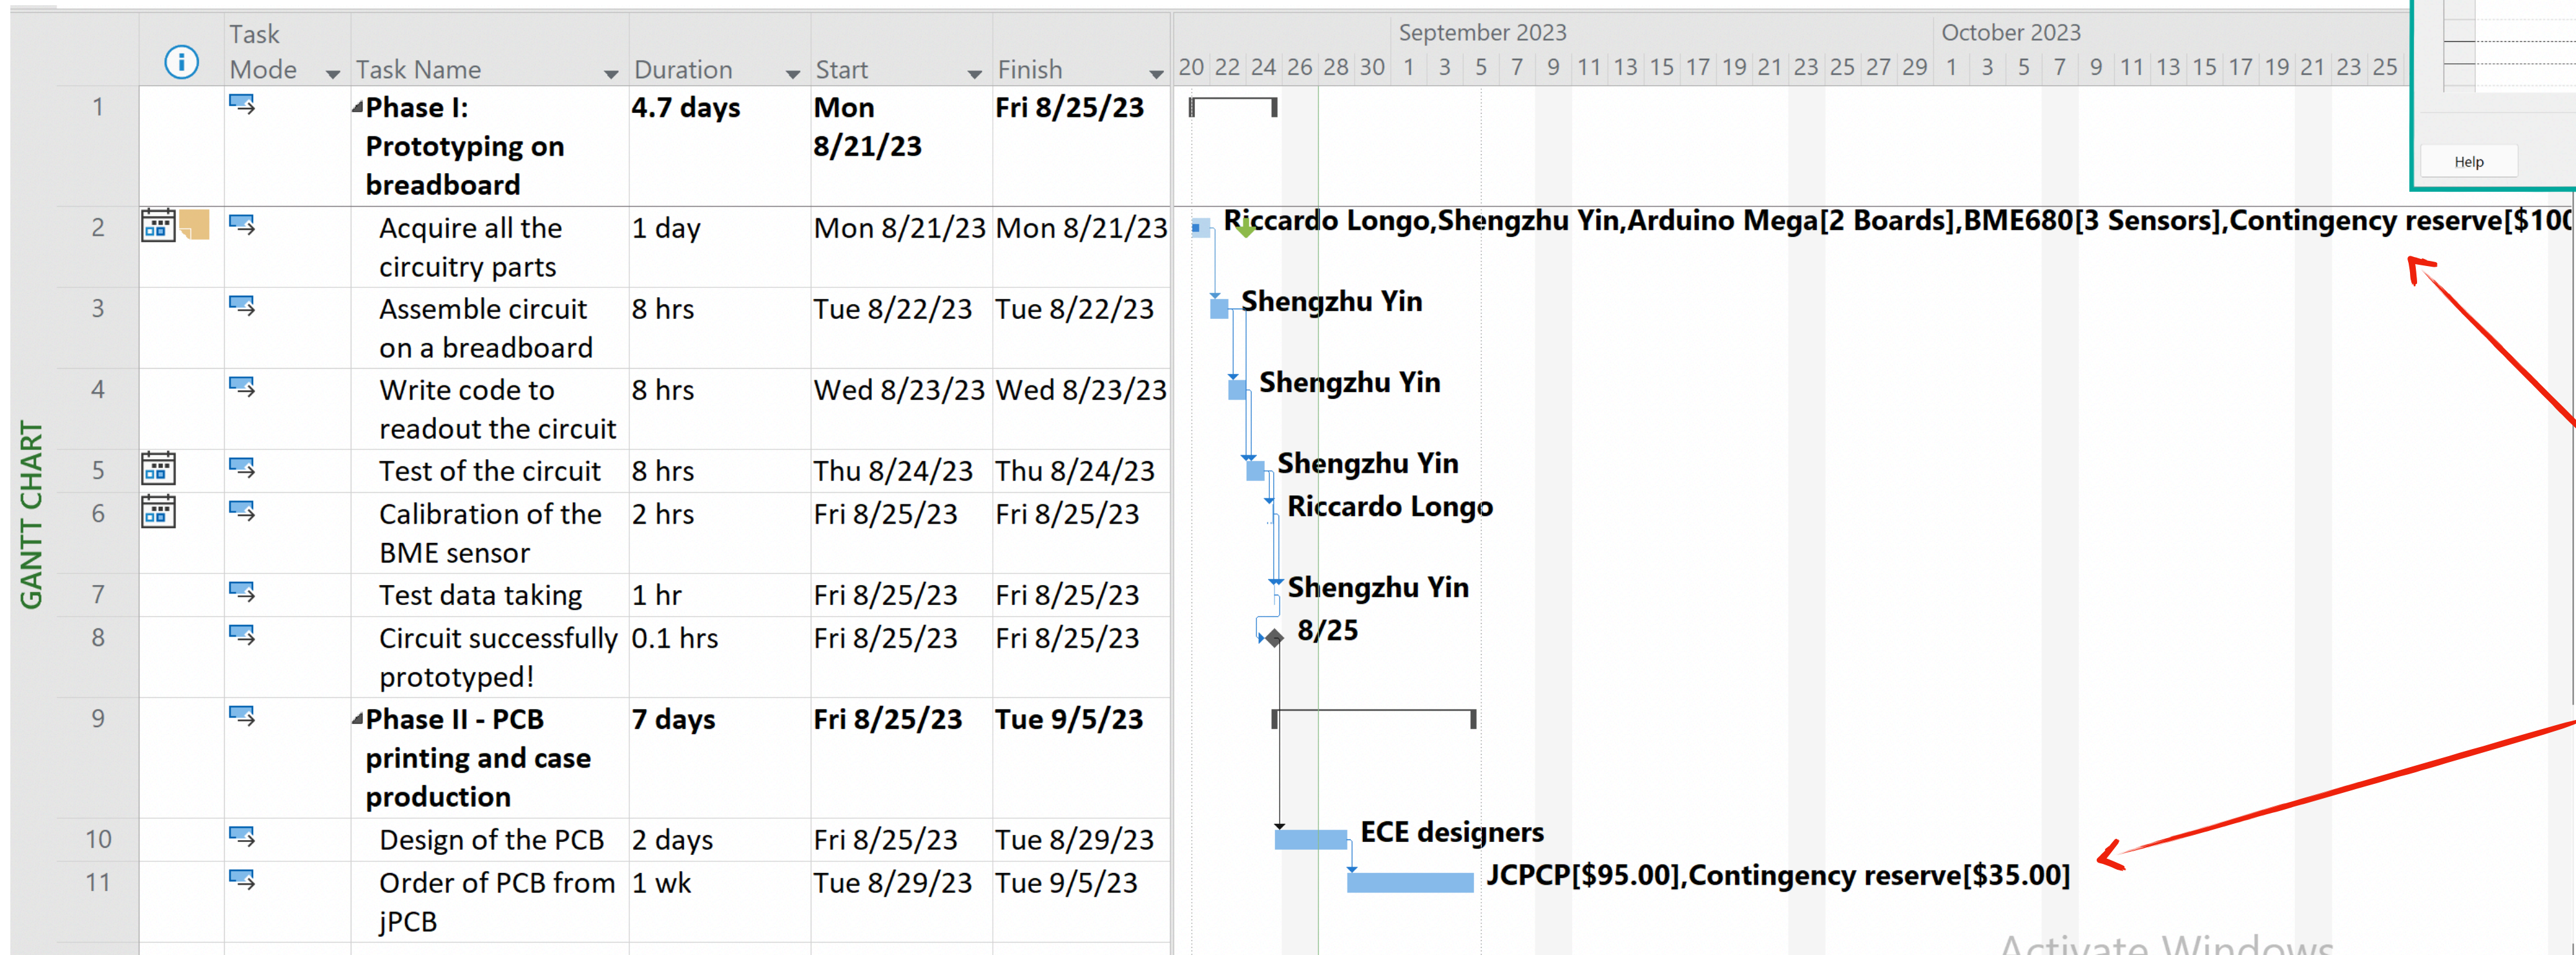 Task
Mode Task Name Duration Start Finish
September 2023 October 2023
20 22 24 26 28 30 1 3 5 7 9 11 13 15 17 19 21 23 25 27 29 1 3 5 7 9 11 13 15 17 19 21 23 25
Help
GANTT CHART
1 Phase I: 4.7 days Mon Fri 8/25/23
Prototyping on 8/21/23
breadboard
2 Acquire all the 1 day Mon 8/21/23 Mon 8/21/23 Riccardo Longo,Shengzhu Yin,Arduino Mega[2 Boards],BME680[3 Sensors],Contingency reserve[$100
circuitry parts
3 Assemble circuit 8 hrs Tue 8/22/23 Tue 8/22/23 Shengzhu Yin
on a breadboard
4 Write code to 8 hrs Wed 8/23/23 Wed 8/23/23 Shengzhu Yin
readout the circuit
5 Test of the circuit 8 hrs Thu 8/24/23 Thu 8/24/23 Shengzhu Yin
6 Calibration of the 2 hrs Fri 8/25/23 Fri 8/25/23 Riccardo Longo
BME sensor
7 Test data taking 1 hr Fri 8/25/23 Fri 8/25/23 Shengzhu Yin
8 Circuit successfully 0.1 hrs Fri 8/25/23 Fri 8/25/23 8/25
prototyped!
9 Phase II - PCB 7 days Fri 8/25/23 Tue 9/5/23
printing and case
production
10 Design of the PCB 2 days Fri 8/25/23 Tue 8/29/23 ECE designers
11 Order of PCB from 1 wk Tue 8/29/23 Tue 9/5/23 JCPCP[$95.00],Contingency reserve[$35.00]
jPCB
Activate Windows